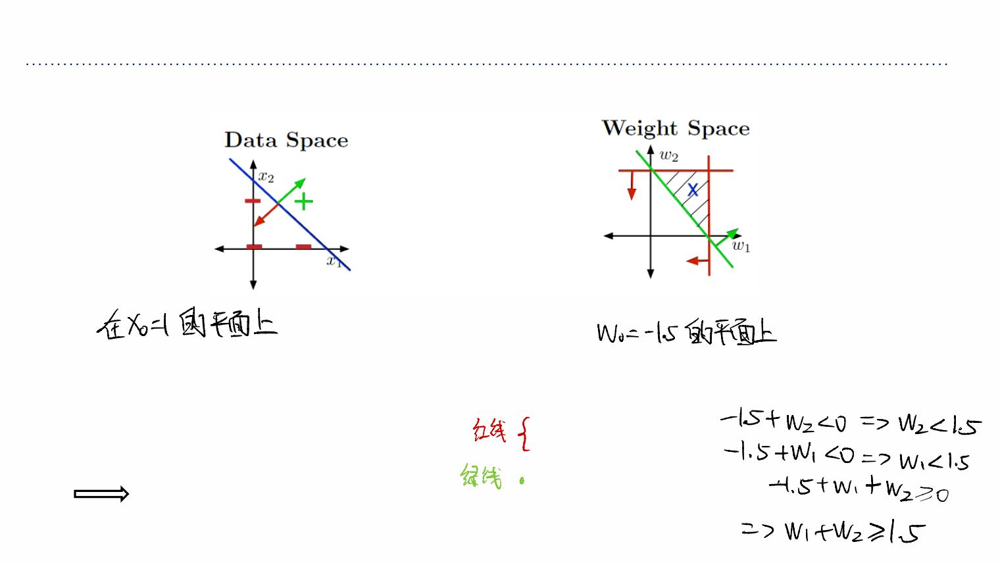 Data Space
x₂
x₁
在 X₀=1 的平面上
Weight Space
w₂
X
w₁
W₀=-1.5 的平面上
红线 {
绿线 .
-1.5+W₂<0 => W₂<1.5
-1.5+W₁<0 => W₁<1.5
-1.5+W₁+W₂≥0
=> W₁+W₂≥1.5